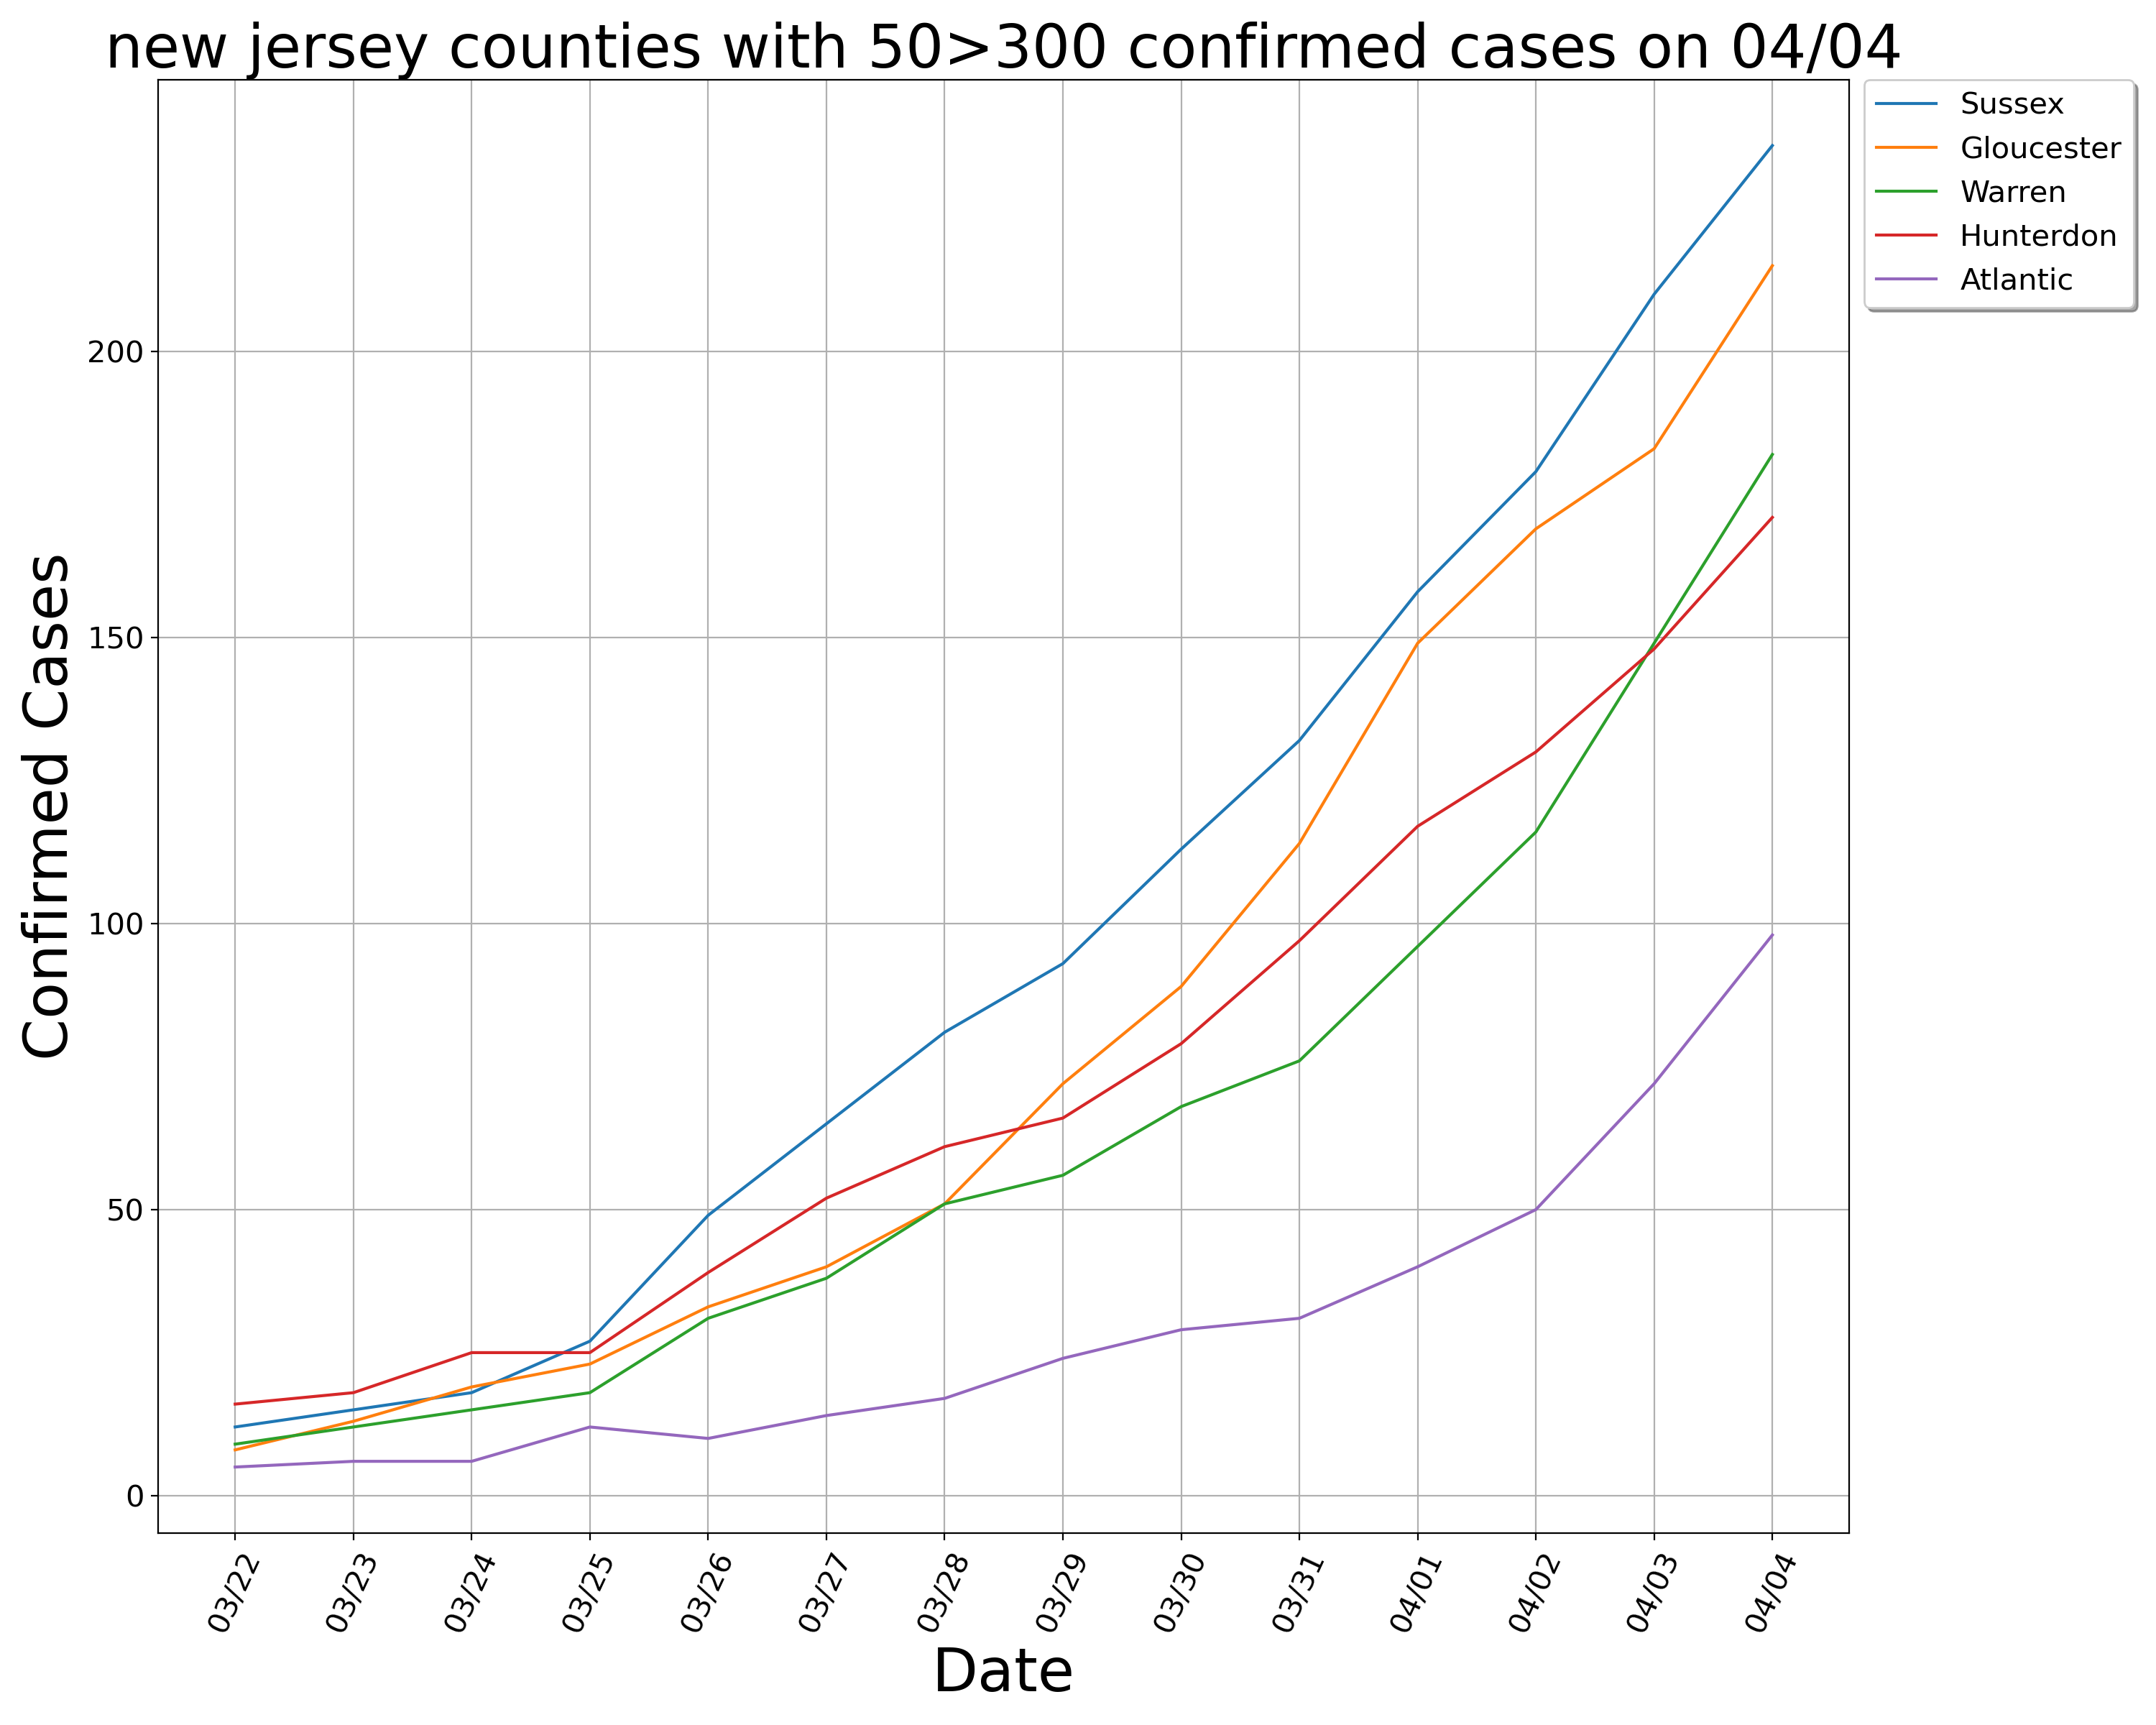 new jersey counties with 50>300 confirmed cases on 04/04
Sussex
Gloucester
Warren
Hunterdon
Atlantic
Confirmed Cases
200
150
100
50
0
03/22
03/23
03/24
03/25
03/26
03/27
03/28
03/29
03/30
03/31
04/01
04/02
04/03
04/04
Date